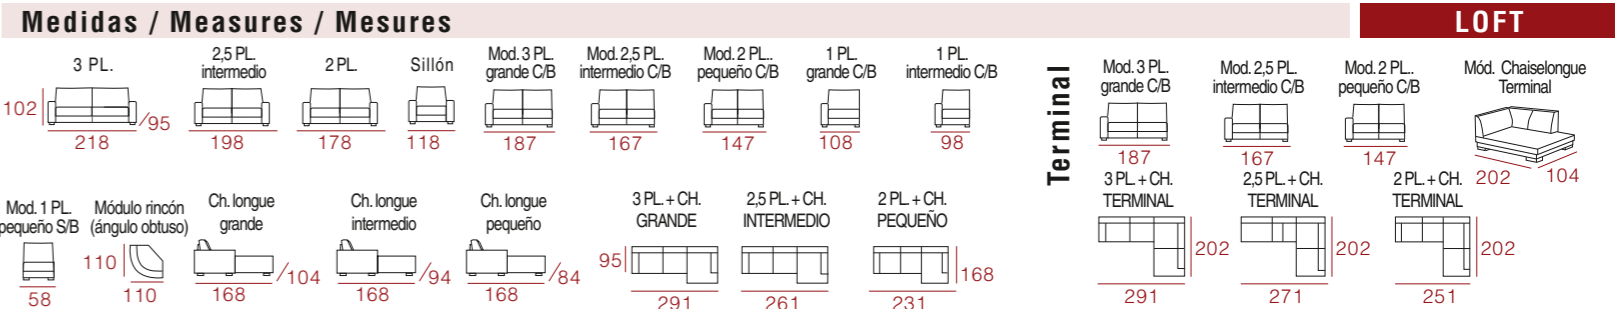 Medidas / Measures / Mesures
LOFT
3 PL.
2,5 PL.
intermedio
2 PL.
Sillón
Mod. 3 PL.
grande C/B
Mod. 2,5 PL.
intermedio C/B
Mod. 2 PL..
pequeño C/B
1 PL.
grande C/B
1 PL.
intermedio C/B
102
95
218
198
178
118
187
167
147
108
98
Mod. 1 PL.
pequeño S/B
Módulo rincón
(ángulo obtuso)
Ch. longue
grande
Ch. longue
intermedio
Ch. longue
pequeño
3 PL. + CH.
GRANDE
2,5 PL. + CH.
INTERMEDIO
2 PL. + CH.
PEQUEÑO
58
110
110
168
104
168
94
168
84
95
291
261
231
168
Terminal
Mod. 3 PL.
grande C/B
Mod. 2,5 PL.
intermedio C/B
Mod. 2 PL..
pequeño C/B
Mód. Chaiselongue
Terminal
187
167
147
202
104
3 PL. + CH.
TERMINAL
2,5 PL. + CH.
TERMINAL
2 PL. + CH.
TERMINAL
202
202
202
291
271
251